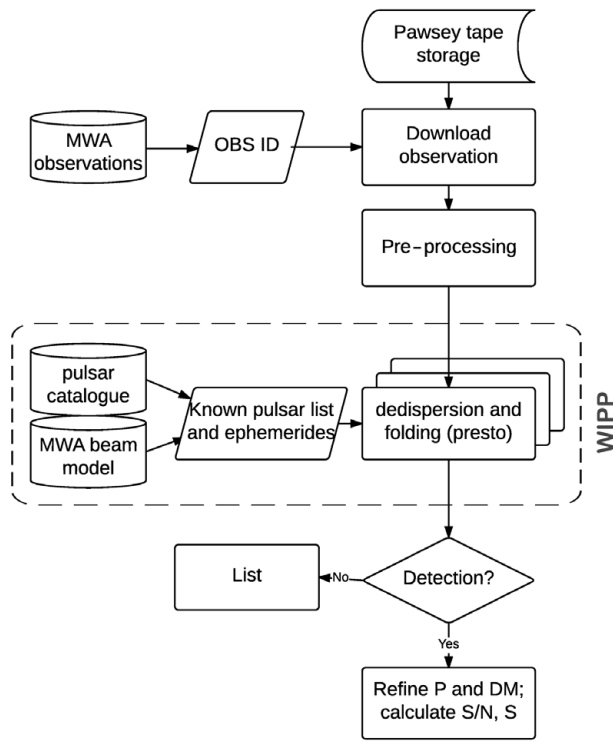 Pawsey tape
storage
MWA
observations
OBS ID
Download
observation
Pre-processing
pulsar
catalogue
MWA beam
model
Known pulsar list
and ephemerides
dedispersion and
folding (presto)
WIPP
List
No
Detection?
Yes
Refine P and DM;
calculate S/N, S